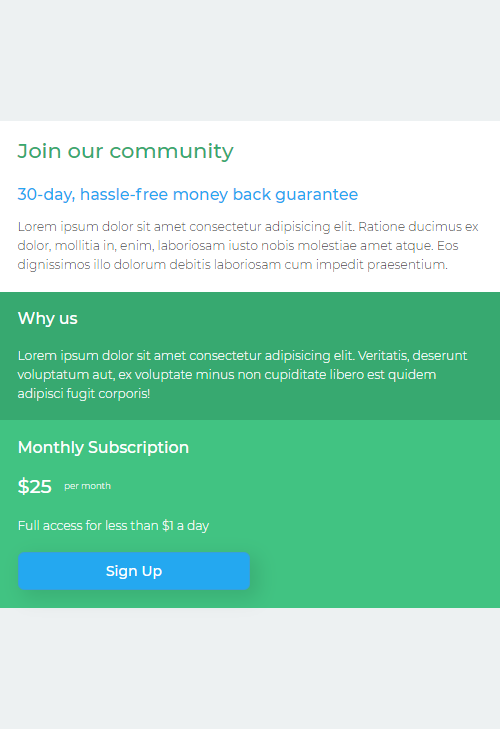 Join our community
30-day, hassle-free money back guarantee
Lorem ipsum dolor sit amet consectetur adipisicing elit. Ratione ducimus ex
dolor, mollitia in, enim, laboriosam iusto nobis molestiae amet atque. Eos
dignissimos illo dolorum debitis laboriosam cum impedit praesentium.
Why us
Lorem ipsum dolor sit amet consectetur adipisicing elit. Veritatis, deserunt
voluptatum aut, ex voluptate minus non cupiditate libero est quidem
adipisci fugit corporis!
Monthly Subscription
$25 per month
Full access for less than $1 a day
Sign Up